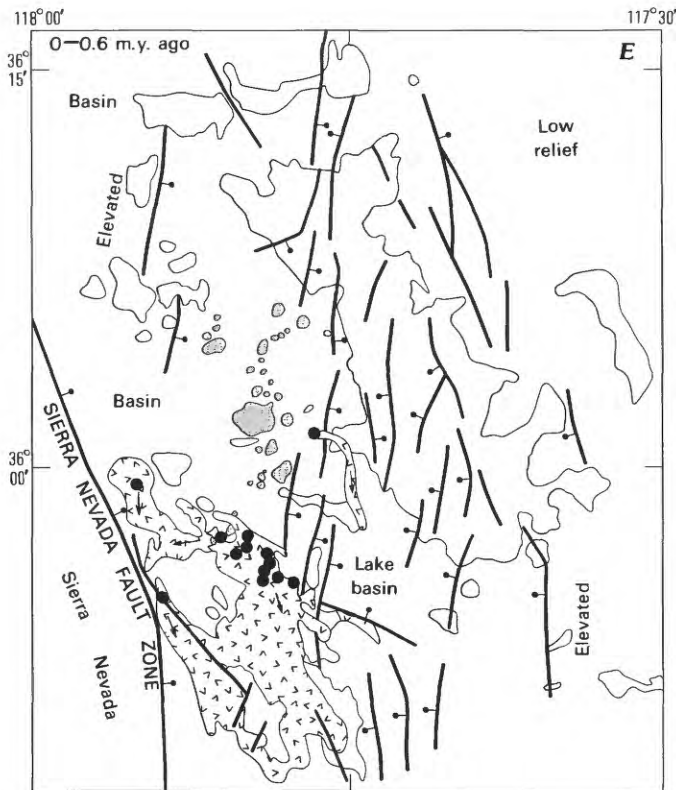 118°00'
117°30'
36°
15'
0–0.6 m.y. ago
E
Basin
Low
relief
Elevated
Basin
SIERRA NEVADA FAULT ZONE
36°
00'
Lake
basin
Elevated
Sierra
Nevada